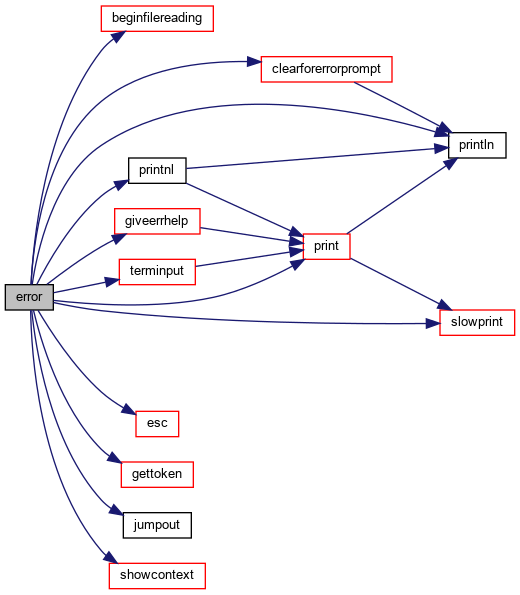 beginfilereading
clearforerrorprompt
println
printnl
giveerrhelp
print
terminput
error
slowprint
esc
gettoken
jumpout
showcontext